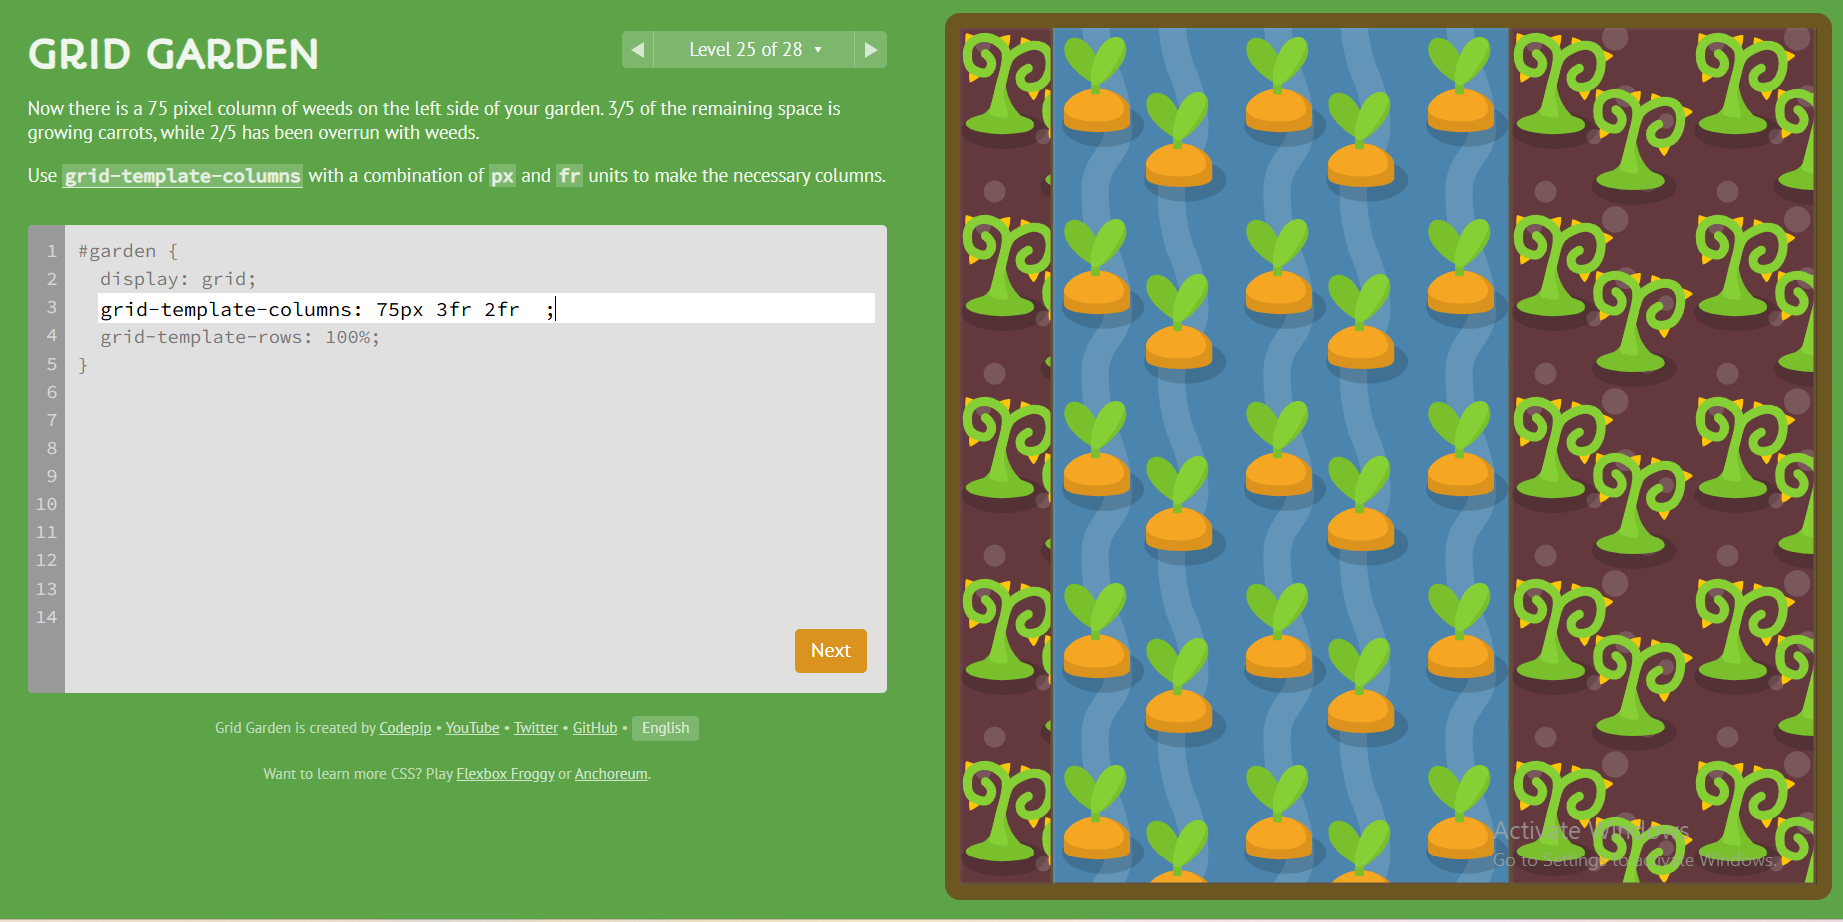 GRID GARDEN
◀ Level 25 of 28 ▾ ▶
Now there is a 75 pixel column of weeds on the left side of your garden. 3/5 of the remaining space is
growing carrots, while 2/5 has been overrun with weeds.
Use grid-template-columns with a combination of px and fr units to make the necessary columns.
1 #garden {
2 display: grid;
3 grid-template-columns: 75px 3fr 2fr  ;
4 grid-template-rows: 100%;
5 }
6
7
8
9
10
11
12
13
14
Next
Grid Garden is created by Codepip • YouTube • Twitter • GitHub • English
Want to learn more CSS? Play Flexbox Froggy or Anchoreum.
Activate Windows
Go to Settings to activate Windows.